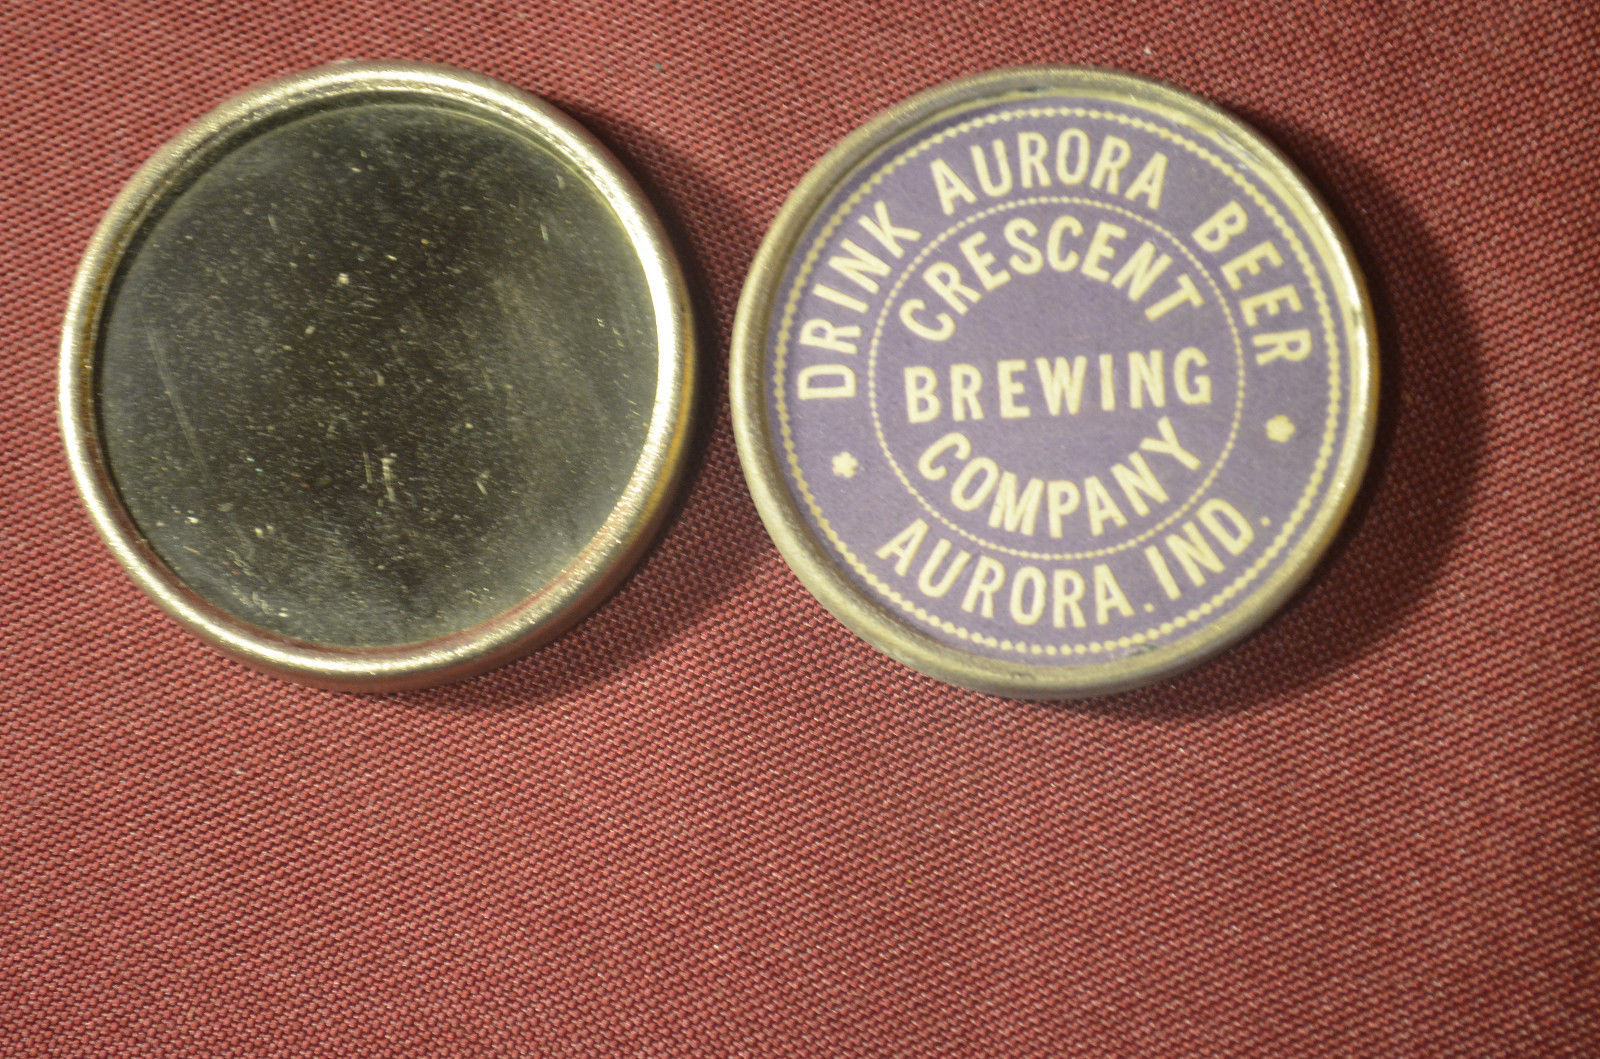 DRINK AURORA BEER
CRESCENT
BREWING
COMPANY
AURORA. IND.